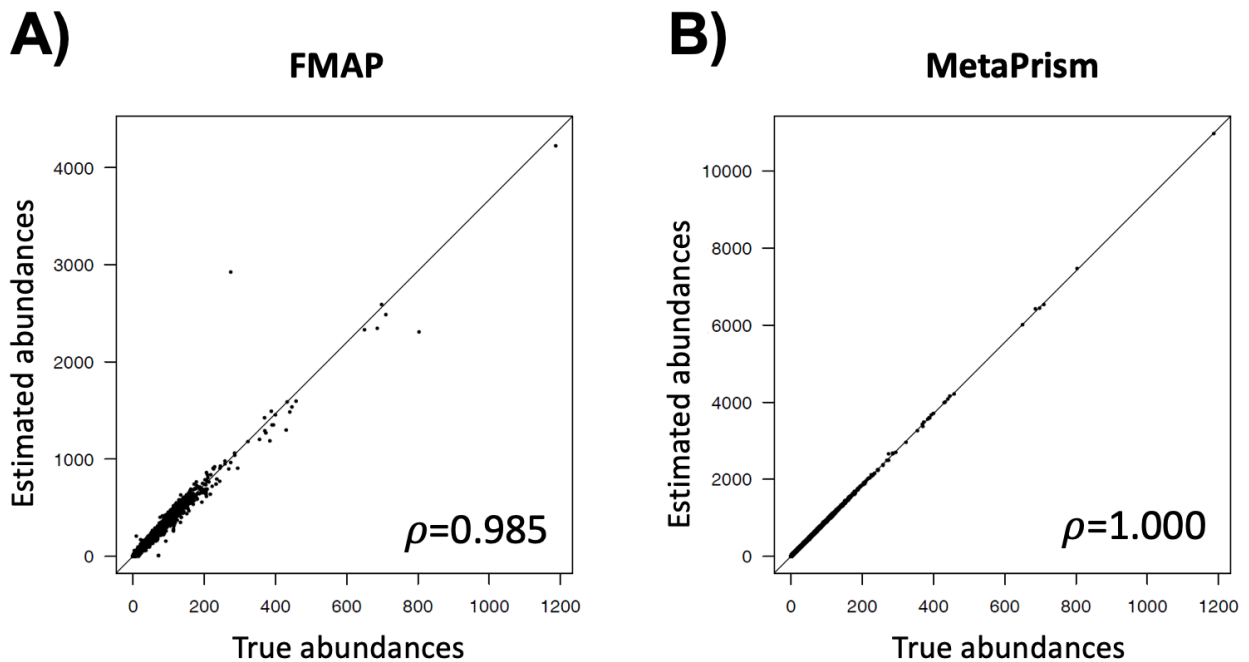 A)
FMAP
Estimated abundances
4000
3000
2000
1000
0
ρ=0.985
0 200 400 600 800 1000 1200
True abundances
B)
MetaPrism
Estimated abundances
10000
8000
6000
4000
2000
0
ρ=1.000
0 200 400 600 800 1000 1200
True abundances